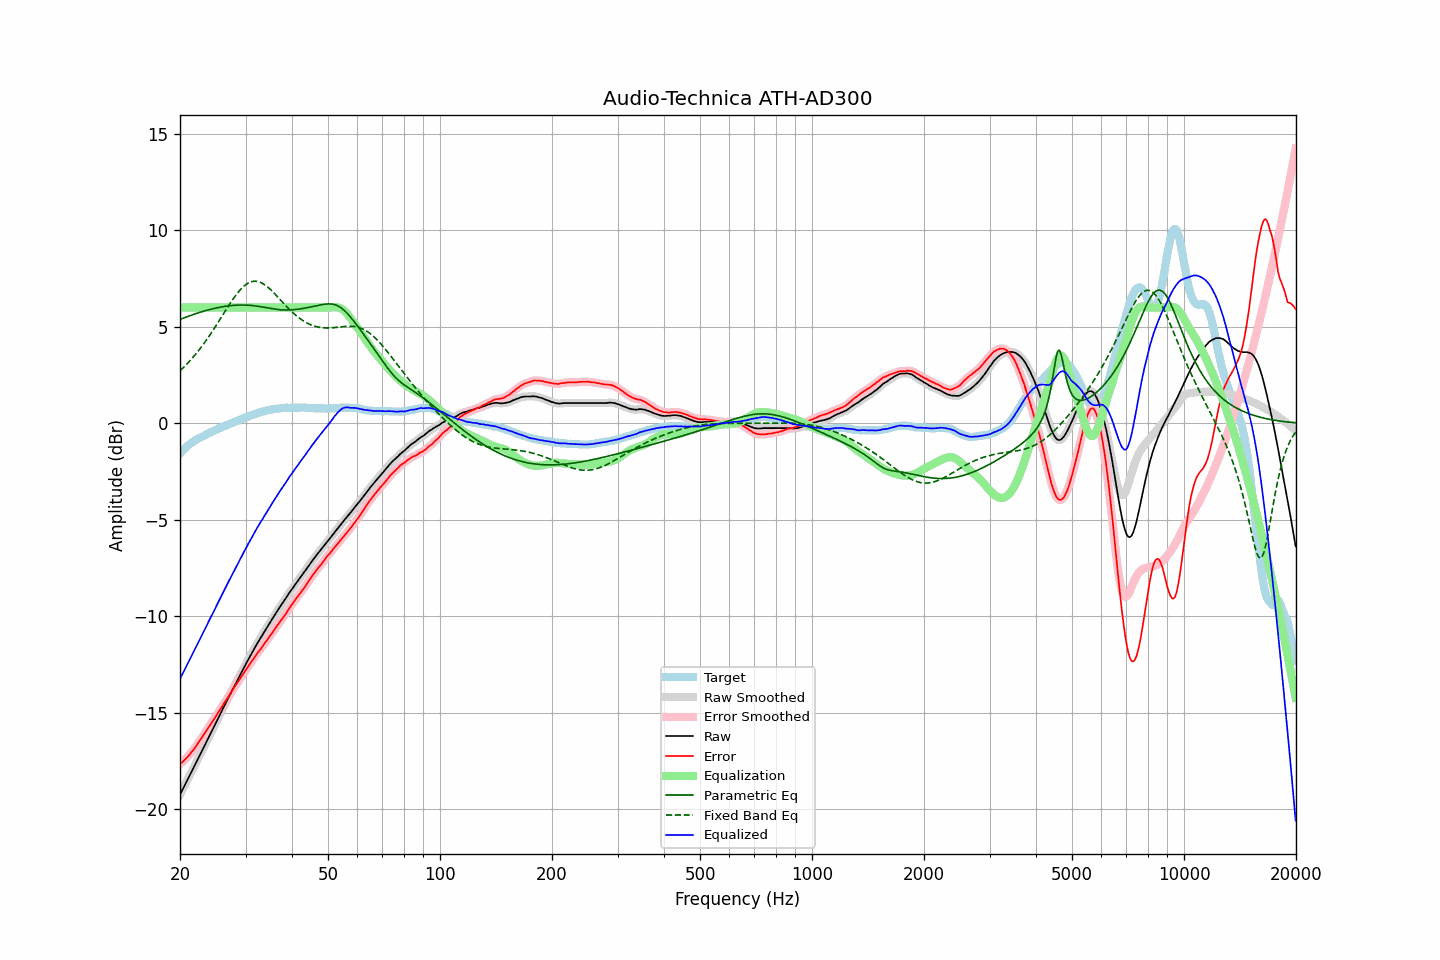 Audio-Technica ATH-AD300
15
10
5
0
−5
−10
−15
−20
Amplitude (dBr)
Target
Raw Smoothed
Error Smoothed
Raw
Error
Equalization
Parametric Eq
Fixed Band Eq
Equalized
20
50
100
200
500
1000
2000
5000
10000
20000
Frequency (Hz)